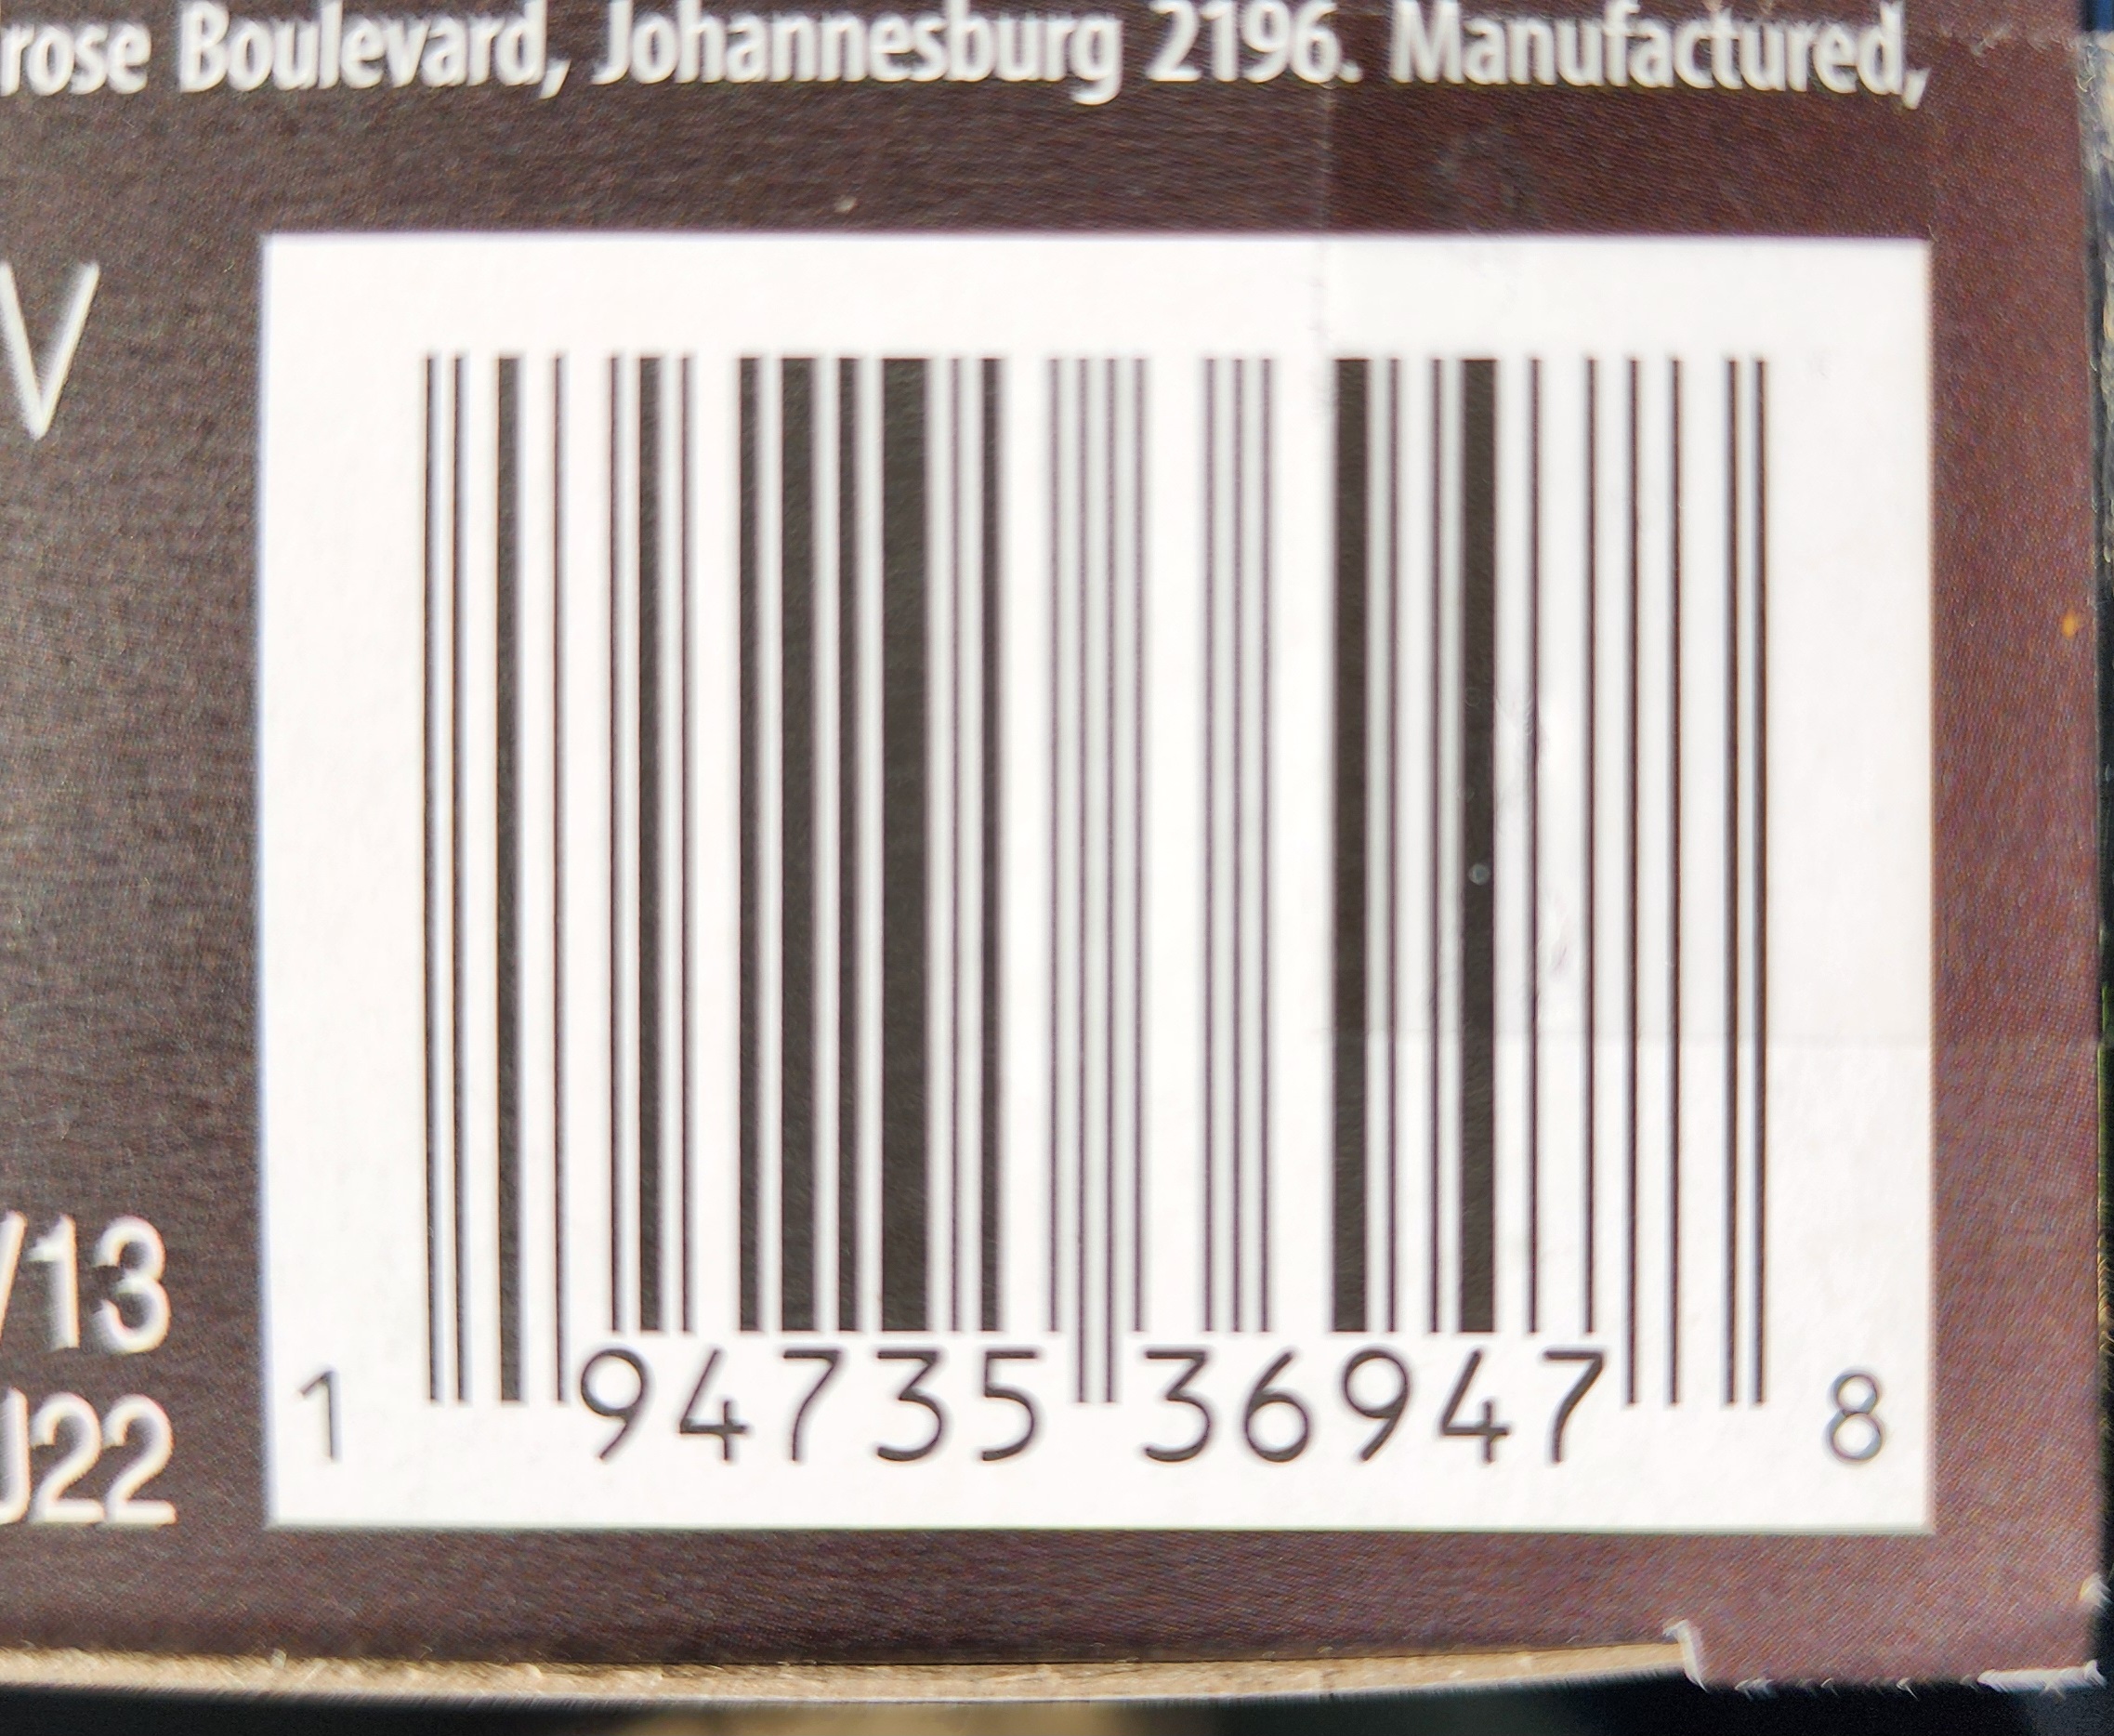 rose Boulevard, Johannesburg 2196. Manufactured,
V
/13
J22
1 94735 36947 8